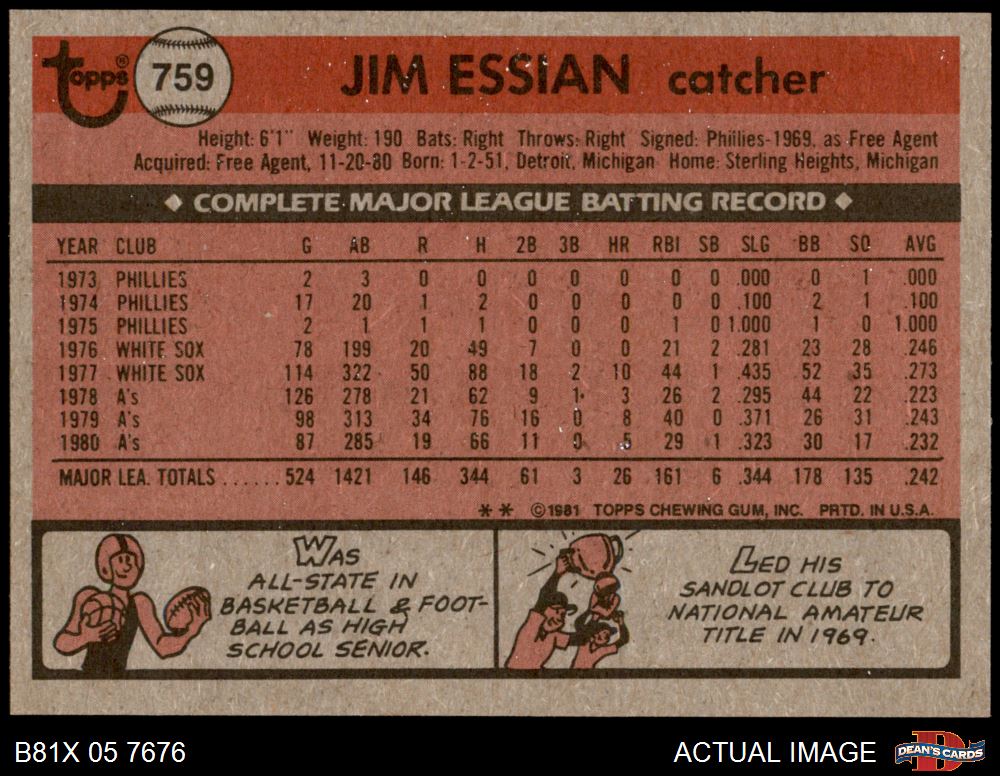 Topps® 759 JIM ESSIAN catcher
Height: 6'1" Weight: 190 Bats: Right Throws: Right Signed: Phillies-1969, as Free Agent
Acquired: Free Agent, 11-20-80 Born: 1-2-51, Detroit, Michigan Home: Sterling Heights, Michigan
COMPLETE MAJOR LEAGUE BATTING RECORD
YEAR CLUB G AB R H 2B 3B HR RBI SB SLG BB SO AVG
1973 PHILLIES 2 3 0 0 0 0 0 0 0 .000 0 1 .000
1974 PHILLIES 17 20 1 2 0 0 0 0 0 .100 2 1 .100
1975 PHILLIES 2 1 1 1 0 0 0 1 0 1.000 1 0 1.000
1976 WHITE SOX 78 199 20 49 7 0 0 21 2 .281 23 28 .246
1977 WHITE SOX 114 322 50 88 18 2 10 44 1 .435 52 35 .273
1978 A's 126 278 21 62 9 1 3 26 2 .295 44 22 .223
1979 A's 98 313 34 76 16 0 8 40 0 .371 26 31 .243
1980 A's 87 285 19 66 11 0 5 29 1 .323 30 17 .232
MAJOR LEA. TOTALS ...... 524 1421 146 344 61 3 26 161 6 .344 178 135 .242
** ©1981 TOPPS CHEWING GUM, INC. PRTD. IN U.S.A.
WAS
ALL-STATE IN
BASKETBALL & FOOT-
BALL AS HIGH
SCHOOL SENIOR.
LED HIS
SANDLOT CLUB TO
NATIONAL AMATEUR
TITLE IN 1969.
B81X 05 7676 ACTUAL IMAGE DEAN'S CARDS